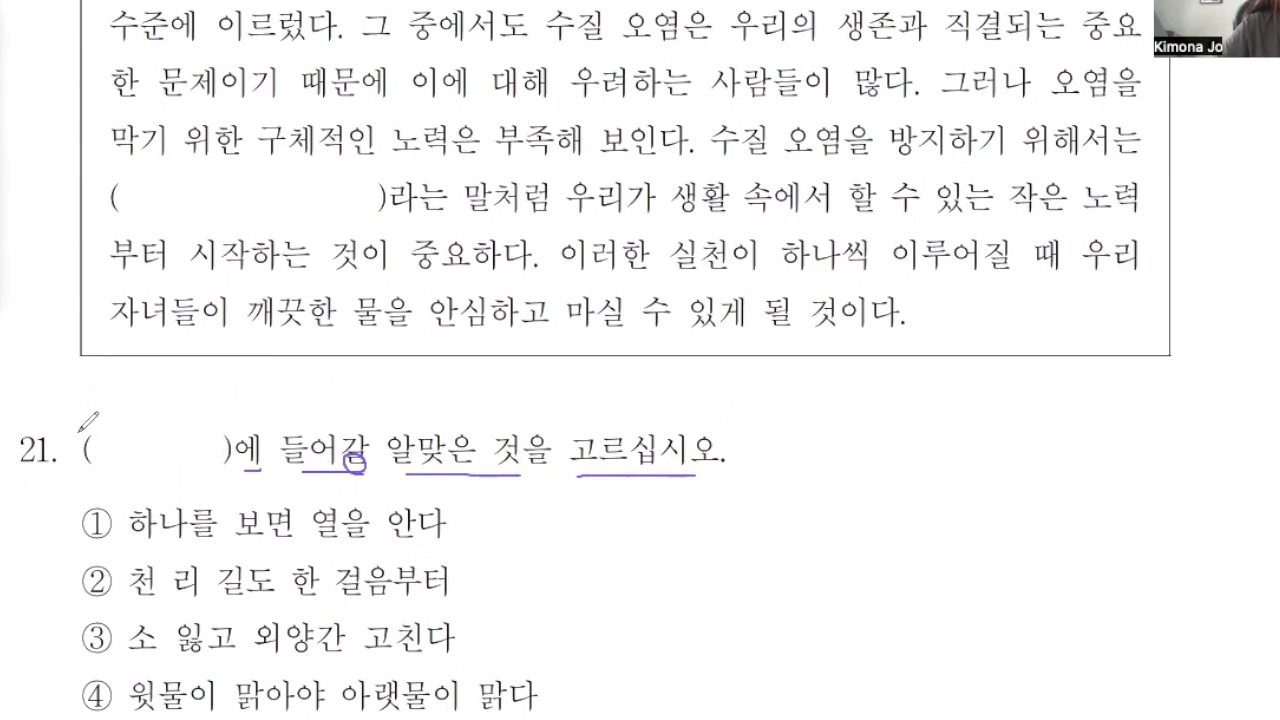 수준에 이르렀다. 그 중에서도 수질 오염은 우리의 생존과 직결되는 중요
한 문제이기 때문에 이에 대해 우려하는 사람들이 많다. 그러나 오염을
막기 위한 구체적인 노력은 부족해 보인다. 수질 오염을 방지하기 위해서는
( )라는 말처럼 우리가 생활 속에서 할 수 있는 작은 노력
부터 시작하는 것이 중요하다. 이러한 실천이 하나씩 이루어질 때 우리
자녀들이 깨끗한 물을 안심하고 마실 수 있게 될 것이다.
Kimona Jo
21. ( )에 들어갈 알맞은 것을 고르십시오.
① 하나를 보면 열을 안다
② 천 리 길도 한 걸음부터
③ 소 잃고 외양간 고친다
④ 윗물이 맑아야 아랫물이 맑다